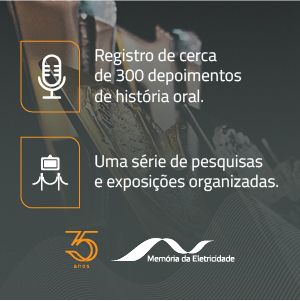 Registro de cerca
de 300 depoimentos
de história oral.
Uma série de pesquisas
e exposições organizadas.
35
anos
Memória da Eletricidade